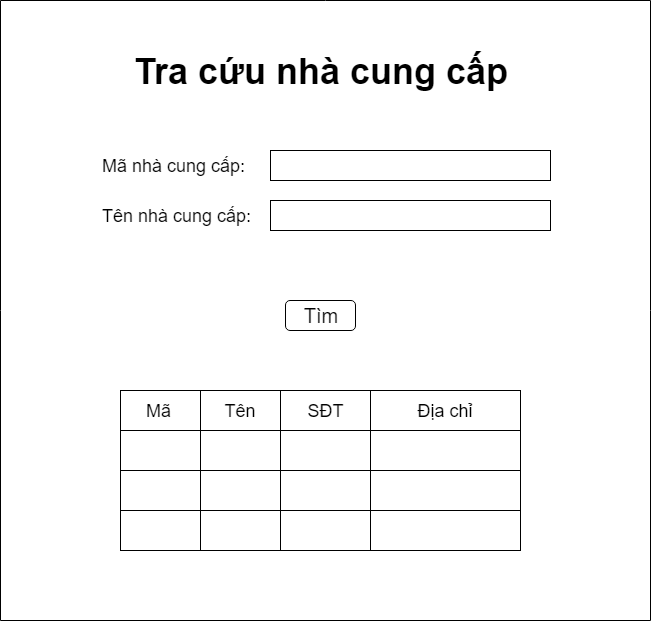 Tra cứu nhà cung cấp
Mã nhà cung cấp:
Tên nhà cung cấp:
Tìm
Mã Tên SĐT Địa chỉ